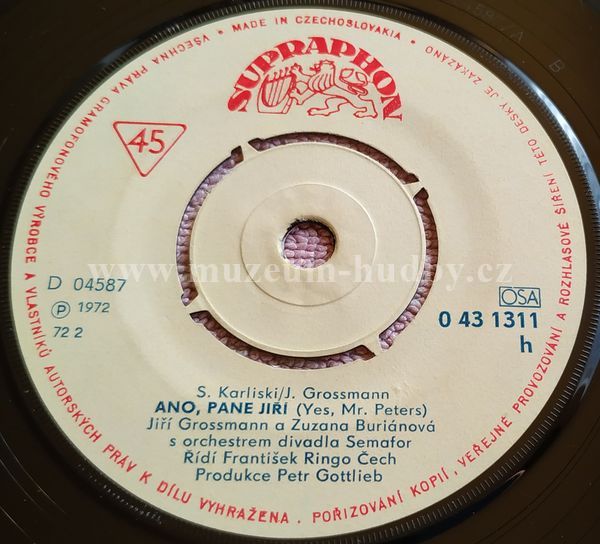 • MADE IN CZECHOSLOVAKIA •
SUPRAPHON
VŠECHNA PRÁVA GRAMOFONOVÉHO VÝROBCE A VLASTNÍKŮ AUTORSKÝCH PRÁV K DÍLU VYHRAŽENA . POŘIZOVÁNÍ KOPIÍ , VEŘEJNÉ PROVOZOVÁNÍ A ROZHLASOVÉ ŠÍŘENÍ TÉTO DESKY JE ZAKÁZÁNO
45
www.muzeum-hudby.cz
D 04587
Ⓟ 1972
72 2
OSA
0 43 1311
h
S. Karliski/J. Grossmann
ANO, PANE JIŘÍ (Yes, Mr. Peters)
Jiří Grossmann a Zuzana Buriánová
s orchestrem divadla Semafor
Řídí František Ringo Čech
Produkce Petr Gottlieb